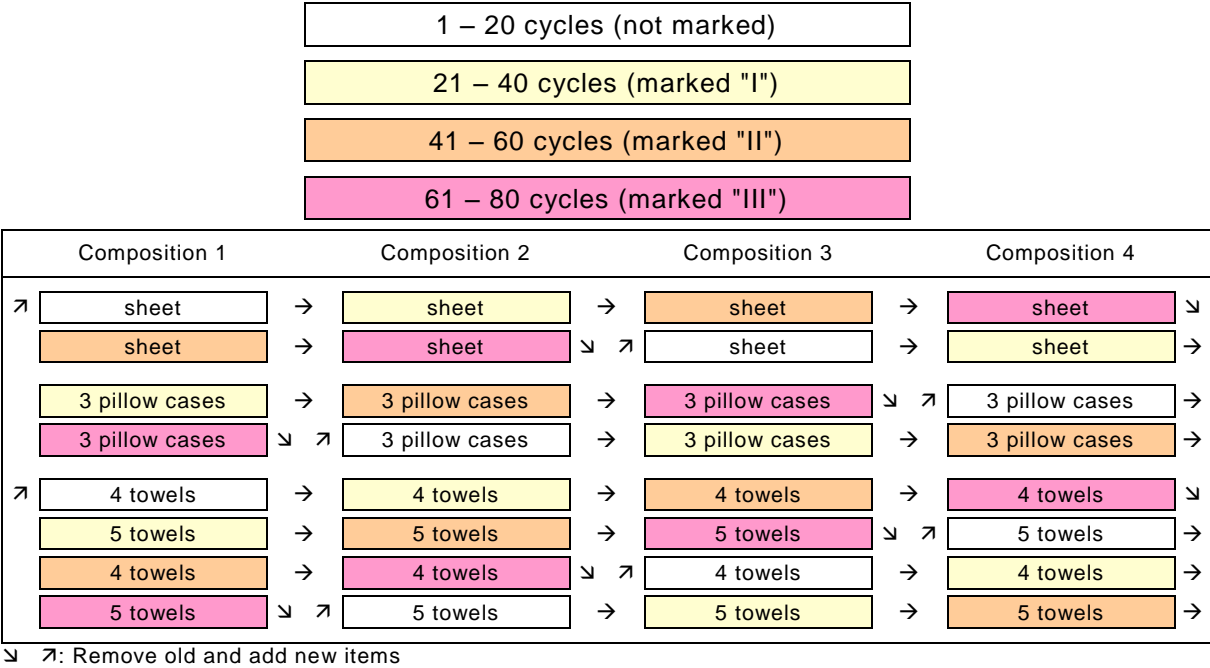 1 – 20 cycles (not marked)
21 – 40 cycles (marked "I")
41 – 60 cycles (marked "II")
61 – 80 cycles (marked "III")
Composition 1 Composition 2 Composition 3 Composition 4
↗ sheet → sheet → sheet → sheet ↘
sheet → sheet ↘ ↗ sheet → sheet →
3 pillow cases → 3 pillow cases → 3 pillow cases ↘ ↗ 3 pillow cases →
3 pillow cases ↘ ↗ 3 pillow cases → 3 pillow cases → 3 pillow cases →
↗ 4 towels → 4 towels → 4 towels → 4 towels ↘
5 towels → 5 towels → 5 towels ↘ ↗ 5 towels →
4 towels → 4 towels ↘ ↗ 4 towels → 4 towels →
5 towels ↘ ↗ 5 towels → 5 towels → 5 towels →
↘ ↗: Remove old and add new items